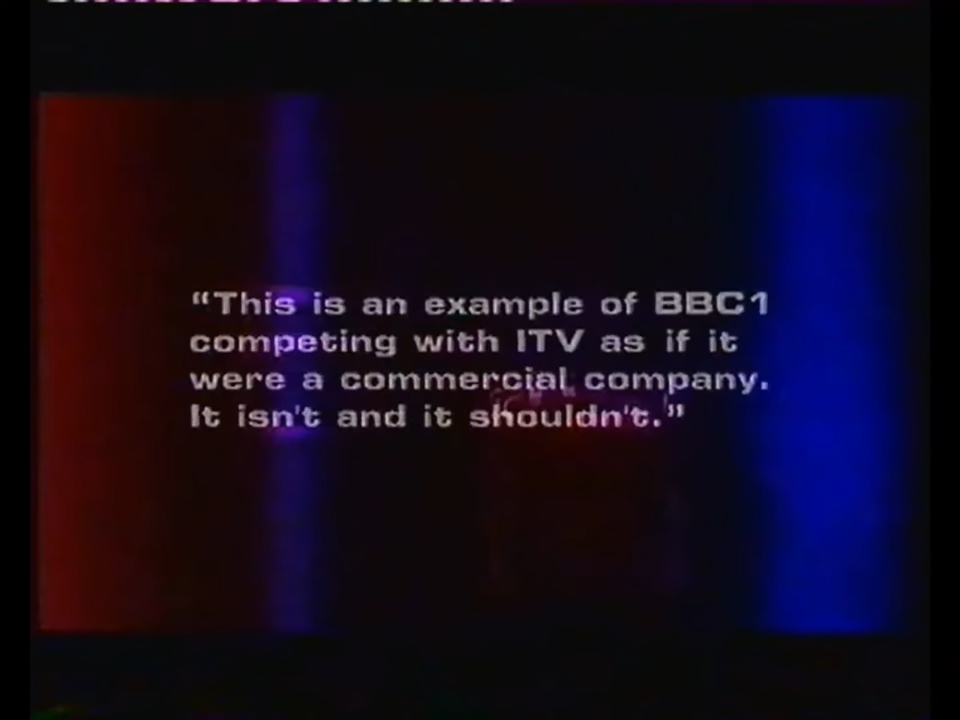 “This is an example of BBC1
competing with ITV as if it
were a commercial company.
It isn't and it shouldn't.”